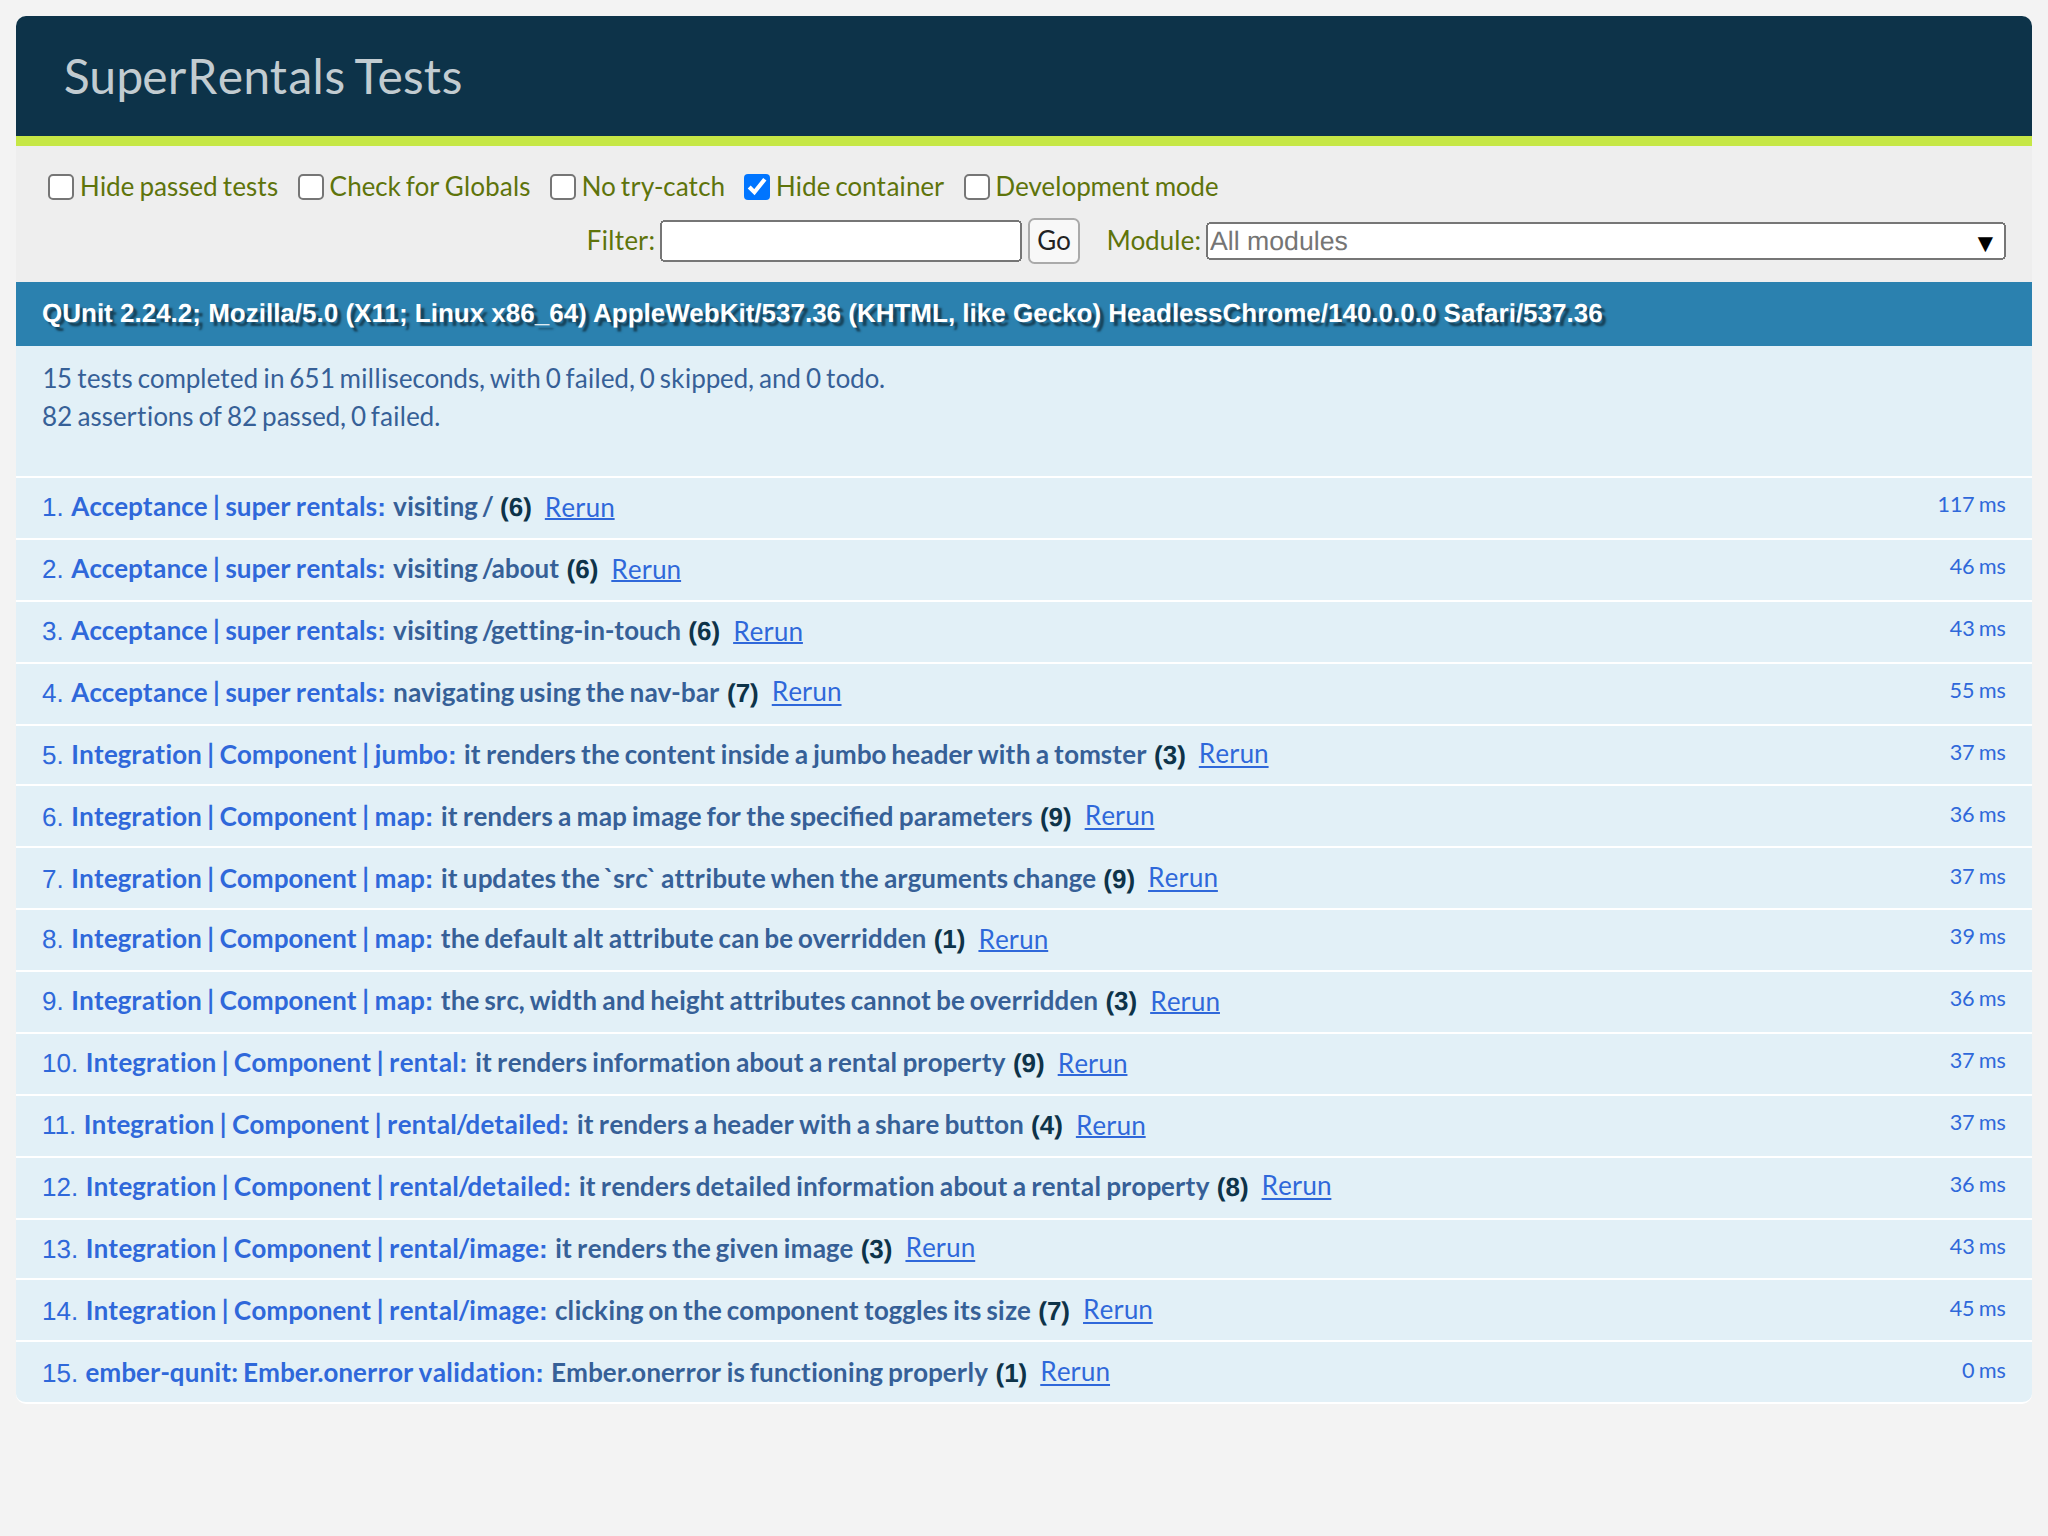 SuperRentals Tests
Hide passed tests Check for Globals No try-catch Hide container Development mode
Filter: Go Module: All modules ▼
QUnit 2.24.2; Mozilla/5.0 (X11; Linux x86_64) AppleWebKit/537.36 (KHTML, like Gecko) HeadlessChrome/140.0.0.0 Safari/537.36
15 tests completed in 651 milliseconds, with 0 failed, 0 skipped, and 0 todo.
82 assertions of 82 passed, 0 failed.
1. Acceptance | super rentals: visiting / (6) Rerun 117 ms
2. Acceptance | super rentals: visiting /about (6) Rerun 46 ms
3. Acceptance | super rentals: visiting /getting-in-touch (6) Rerun 43 ms
4. Acceptance | super rentals: navigating using the nav-bar (7) Rerun 55 ms
5. Integration | Component | jumbo: it renders the content inside a jumbo header with a tomster (3) Rerun 37 ms
6. Integration | Component | map: it renders a map image for the specified parameters (9) Rerun 36 ms
7. Integration | Component | map: it updates the `src` attribute when the arguments change (9) Rerun 37 ms
8. Integration | Component | map: the default alt attribute can be overridden (1) Rerun 39 ms
9. Integration | Component | map: the src, width and height attributes cannot be overridden (3) Rerun 36 ms
10. Integration | Component | rental: it renders information about a rental property (9) Rerun 37 ms
11. Integration | Component | rental/detailed: it renders a header with a share button (4) Rerun 37 ms
12. Integration | Component | rental/detailed: it renders detailed information about a rental property (8) Rerun 36 ms
13. Integration | Component | rental/image: it renders the given image (3) Rerun 43 ms
14. Integration | Component | rental/image: clicking on the component toggles its size (7) Rerun 45 ms
15. ember-qunit: Ember.onerror validation: Ember.onerror is functioning properly (1) Rerun 0 ms